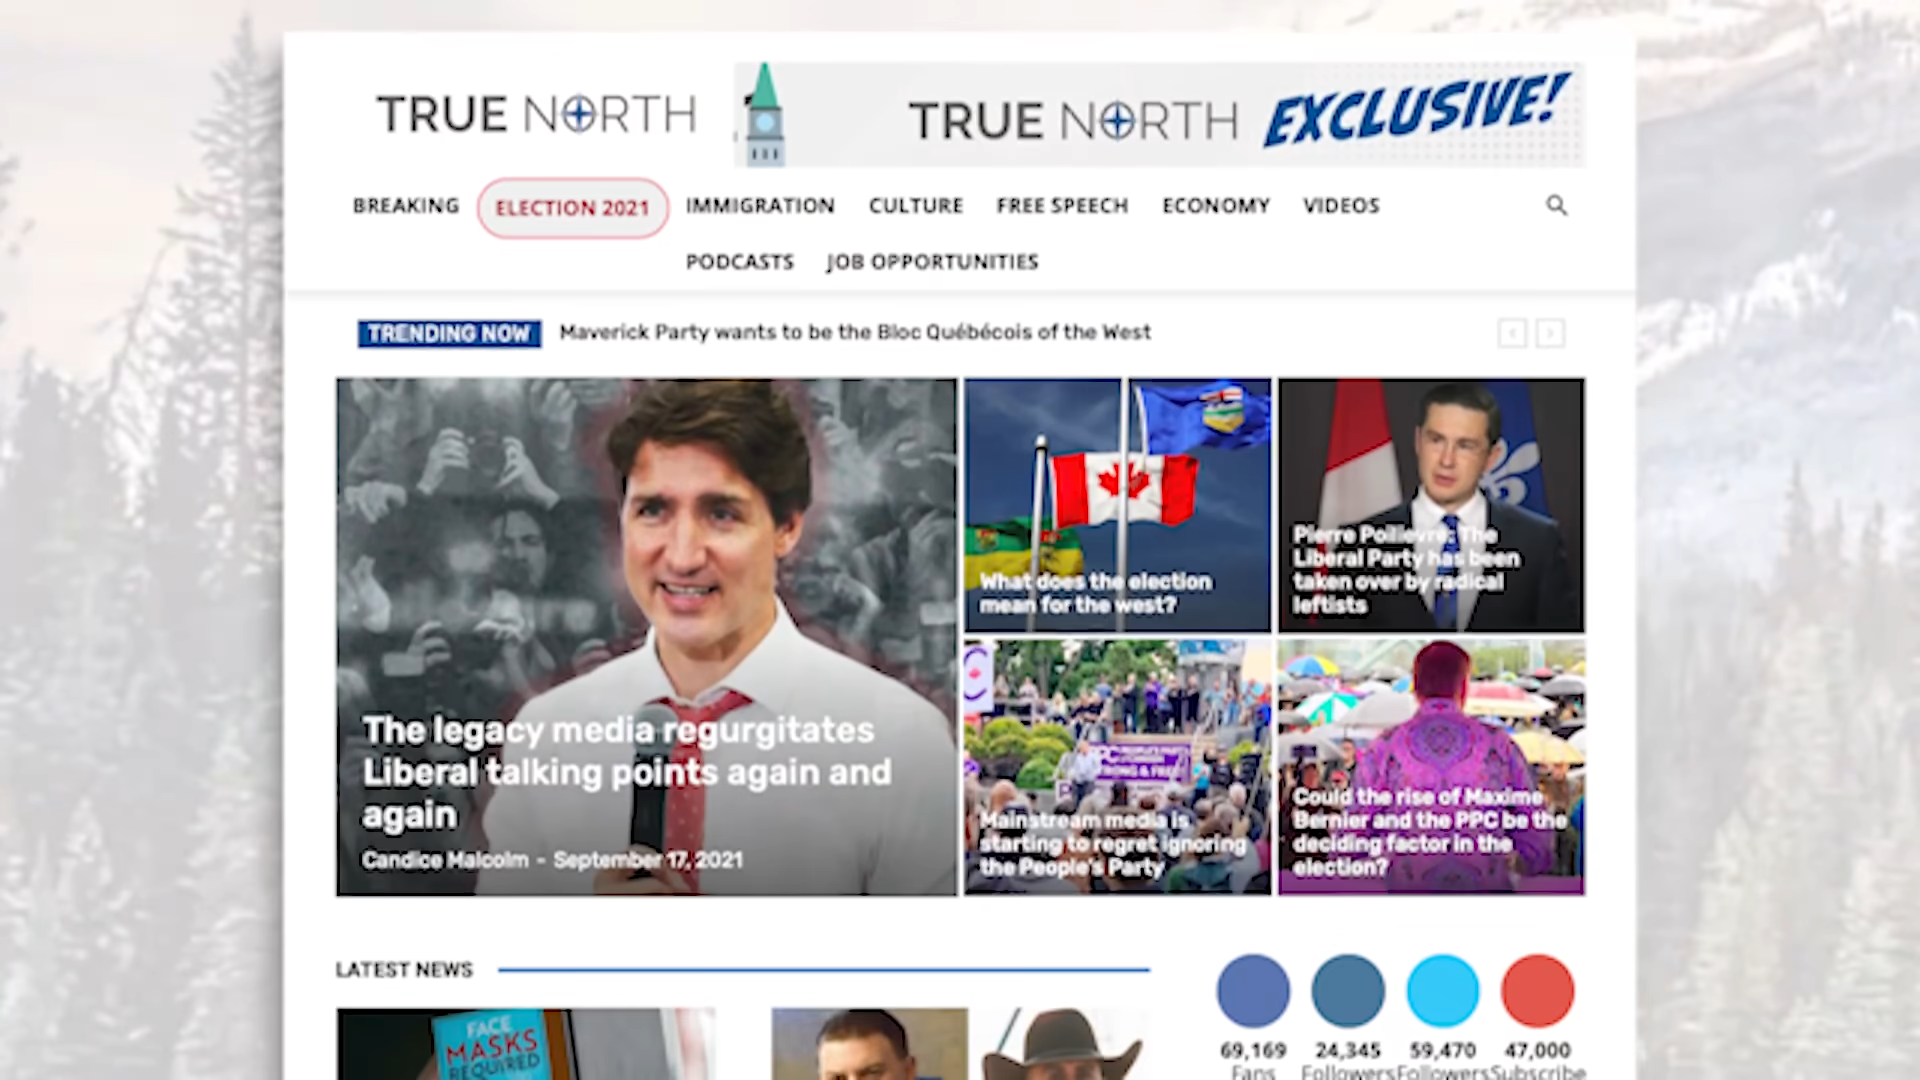 TRUE NORTH
TRUE NORTH EXCLUSIVE!
BREAKING ELECTION 2021 IMMIGRATION CULTURE FREE SPEECH ECONOMY VIDEOS
PODCASTS JOB OPPORTUNITIES
TRENDING NOW Maverick Party wants to be the Bloc Québécois of the West
The legacy media regurgitates
Liberal talking points again and
again
Candice Malcolm - September 17, 2021
What does the election
mean for the west?
Pierre Poilievre: The
Liberal Party has been
taken over by radical
leftists
Mainstream media is
starting to regret ignoring
the People's Party
Could the rise of Maxime
Bernier and the PPC be the
deciding factor in the
election?
LATEST NEWS
FACE
MASKS
REQUIRED
69,169 24,345 59,470 47,000
Fans Followers Followers Subscribe